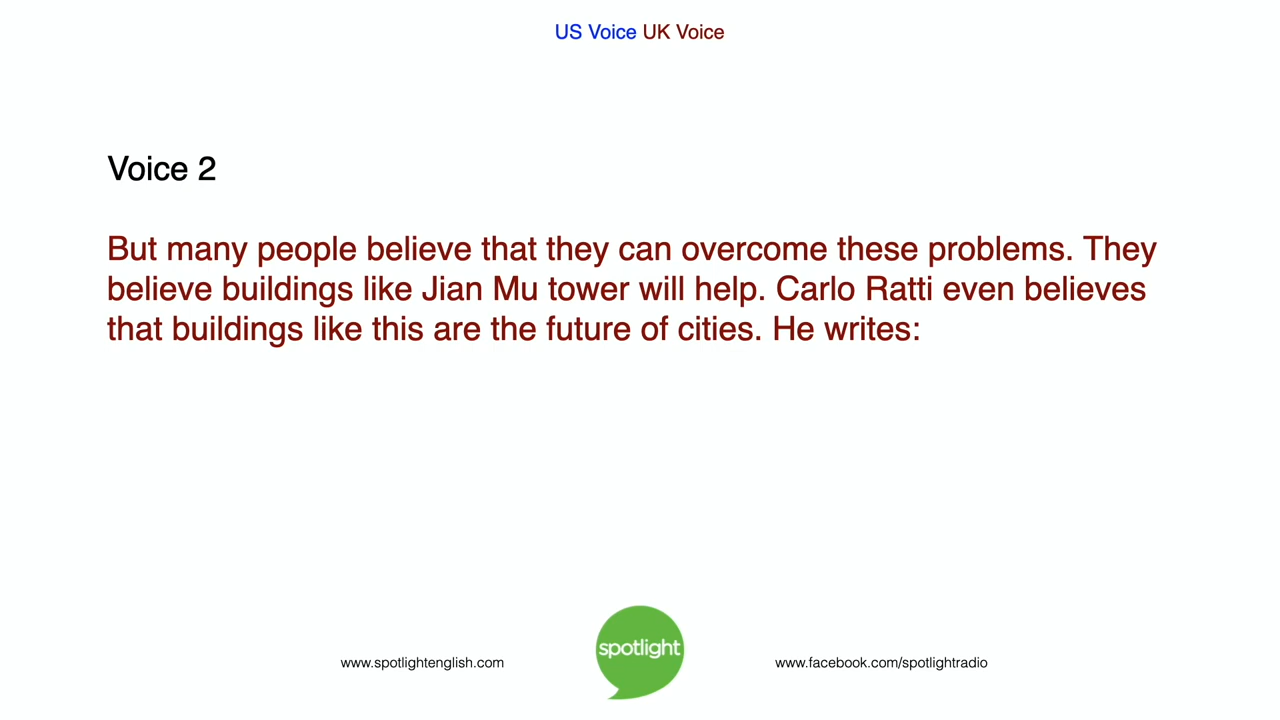 US Voice UK Voice
Voice 2
But many people believe that they can overcome these problems. They
believe buildings like Jian Mu tower will help. Carlo Ratti even believes
that buildings like this are the future of cities. He writes:
www.spotlightenglish.com
spotlight
www.facebook.com/spotlightradio